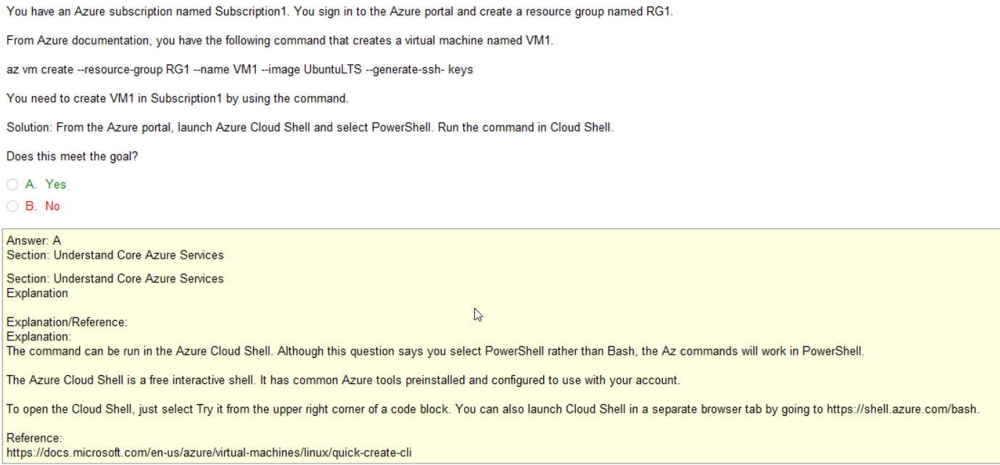 You have an Azure subscription named Subscription1. You sign in to the Azure portal and create a resource group named RG1.
From Azure documentation, you have the following command that creates a virtual machine named VM1.
az vm create --resource-group RG1 --name VM1 --image UbuntuLTS --generate-ssh- keys
You need to create VM1 in Subscription1 by using the command.
Solution: From the Azure portal, launch Azure Cloud Shell and select PowerShell. Run the command in Cloud Shell.
Does this meet the goal?
A. Yes
B. No
Answer: A
Section: Understand Core Azure Services
Section: Understand Core Azure Services
Explanation
Explanation/Reference:
Explanation:
The command can be run in the Azure Cloud Shell. Although this question says you select PowerShell rather than Bash, the Az commands will work in PowerShell.
The Azure Cloud Shell is a free interactive shell. It has common Azure tools preinstalled and configured to use with your account.
To open the Cloud Shell, just select Try it from the upper right corner of a code block. You can also launch Cloud Shell in a separate browser tab by going to https://shell.azure.com/bash.
Reference:
https://docs.microsoft.com/en-us/azure/virtual-machines/linux/quick-create-cli